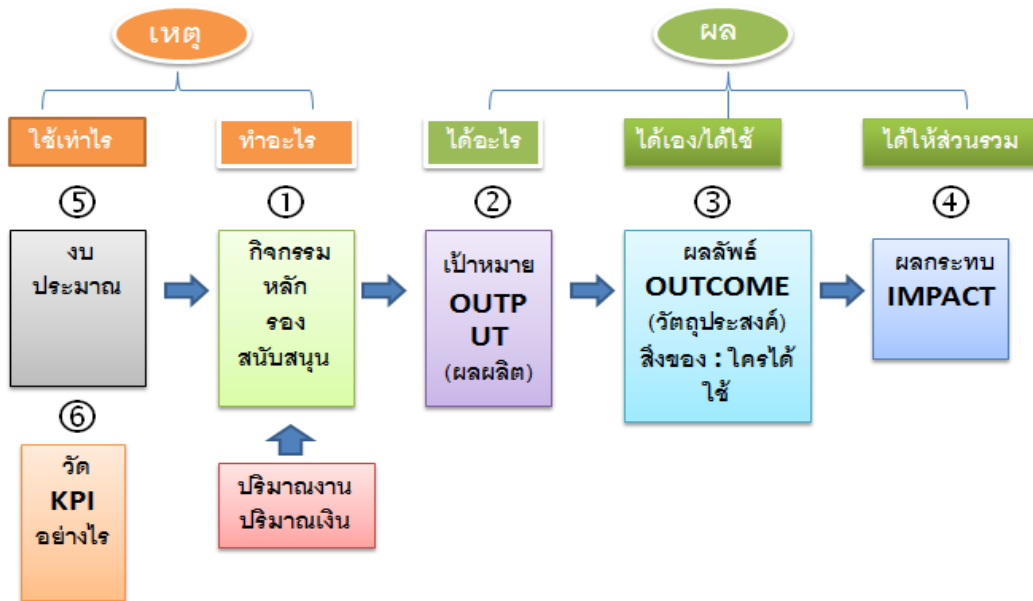 เหตุ
ผล
ใช้เท่าไร
ทำอะไร
ได้อะไร
ได้เอง/ได้ใช้
ได้ให้ส่วนรวม
⑤
①
②
③
④
งบ
ประมาณ
กิจกรรม
หลัก
รอง
สนับสนุน
เป้าหมาย
OUTP
UT
(ผลผลิต)
ผลลัพธ์
OUTCOME
(วัตถุประสงค์)
สิ่งของ : ใครได้
ใช้
ผลกระทบ
IMPACT
⑥
วัด
KPI
อย่างไร
ปริมาณงาน
ปริมาณเงิน